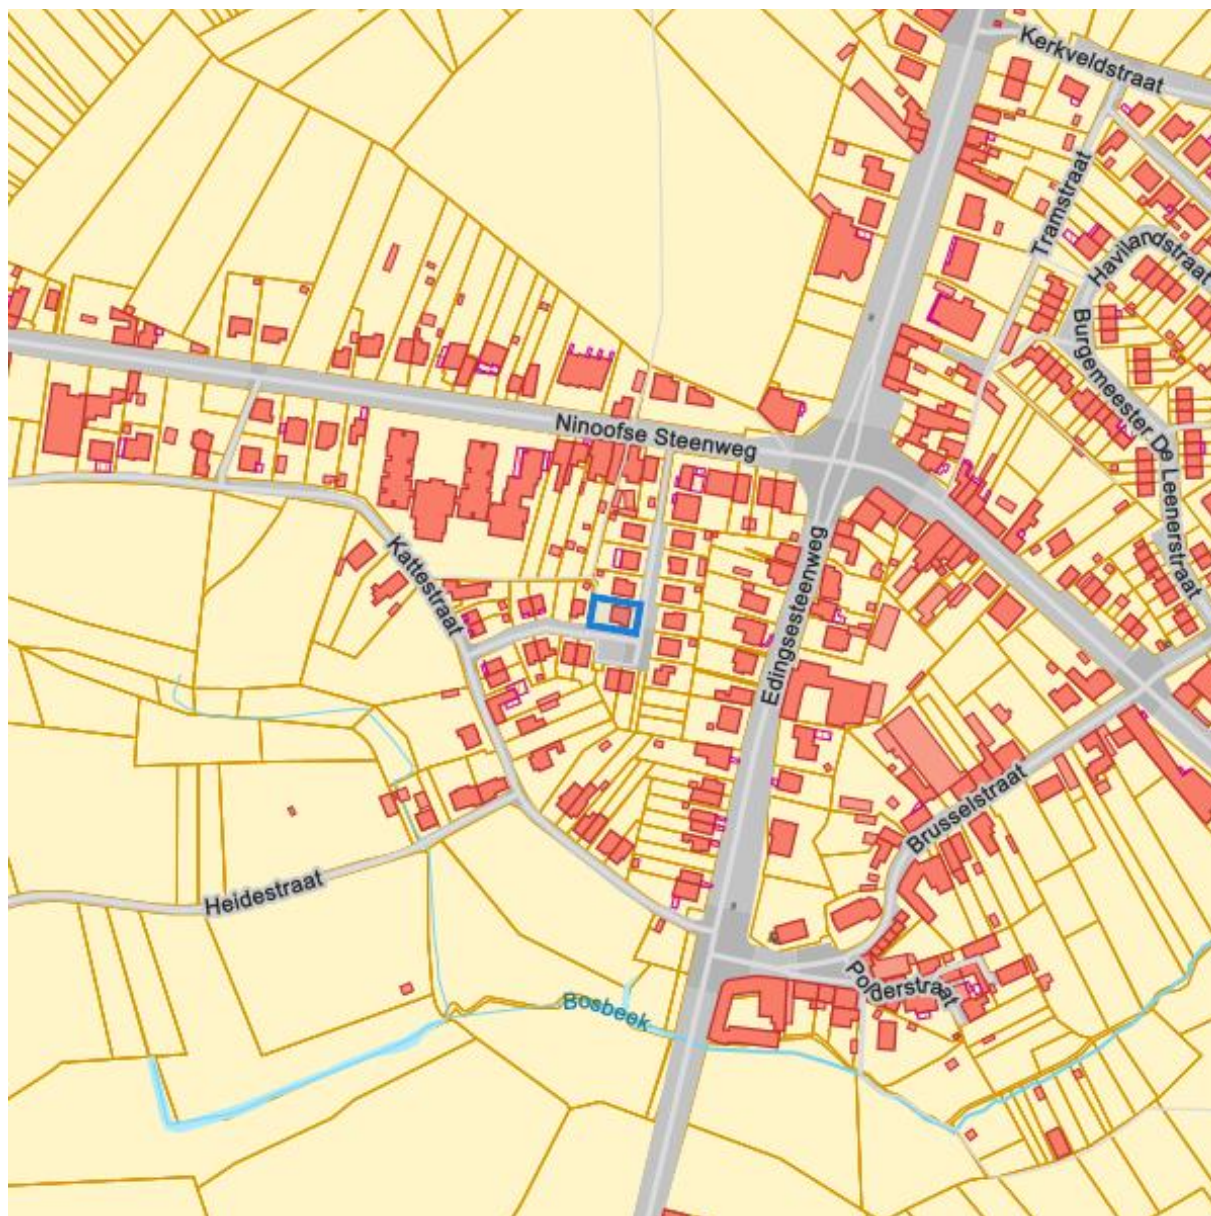 Kerkveldstraat
Tramstraat
Havilandstraat
Burgemeester De Leenerstraat
Ninoofse Steenweg
Kattestraat
Edingsesteenweg
Brusselstraat
Heidestraat
Polderstraat
Bosbeek